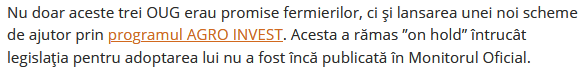 Nu doar aceste trei OUG erau promise fermierilor, ci și lansarea unei noi scheme
de ajutor prin programul AGRO INVEST. Acesta a rămas ”on hold” întrucât
legislația pentru adoptarea lui nu a fost încă publicată în Monitorul Oficial.